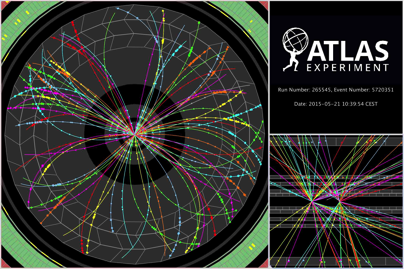 ATLAS
EXPERIMENT
Run Number: 265545, Event Number: 5720351
Date: 2015-05-21 10:39:54 CEST